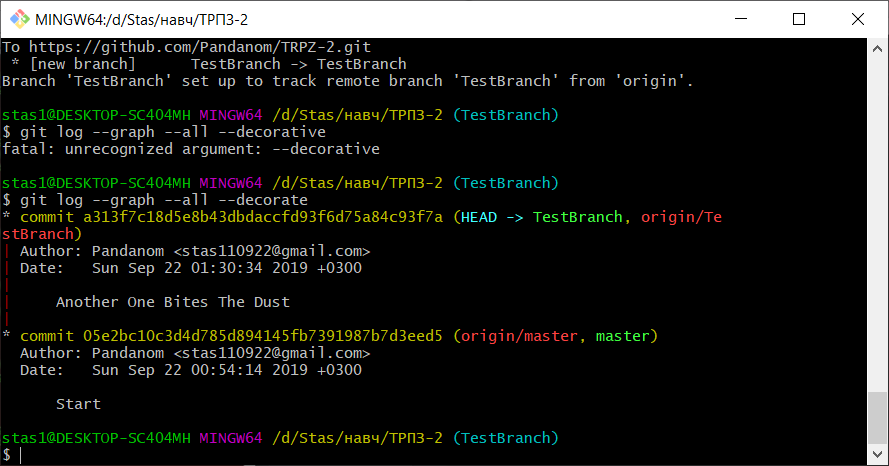 MINGW64:/d/Stas/навч/ТРПЗ-2
To https://github.com/Pandanom/TRPZ-2.git
 * [new branch]      TestBranch -> TestBranch
Branch 'TestBranch' set up to track remote branch 'TestBranch' from 'origin'.
stas1@DESKTOP-SC404MH MINGW64 /d/Stas/навч/ТРПЗ-2 (TestBranch)
$ git log --graph --all --decorative
fatal: unrecognized argument: --decorative
stas1@DESKTOP-SC404MH MINGW64 /d/Stas/навч/ТРПЗ-2 (TestBranch)
$ git log --graph --all --decorate
* commit a313f7c18d5e8b43dbdaccfd93f6d75a84c93f7a (HEAD -> TestBranch, origin/Te
stBranch)
| Author: Pandanom <stas110922@gmail.com>
| Date:   Sun Sep 22 01:30:34 2019 +0300
|
|     Another One Bites The Dust
|
* commit 05e2bc10c3d4d785d894145fb7391987b7d3eed5 (origin/master, master)
  Author: Pandanom <stas110922@gmail.com>
  Date:   Sun Sep 22 00:54:14 2019 +0300
      Start
stas1@DESKTOP-SC404MH MINGW64 /d/Stas/навч/ТРПЗ-2 (TestBranch)
$